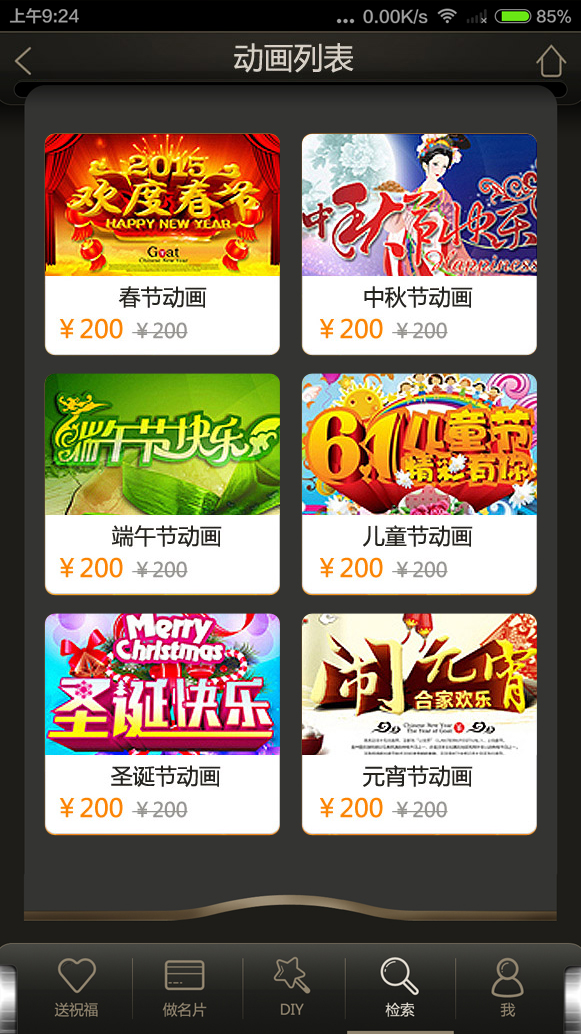 上午9:24
... 0.00K/s
85%
动画列表
2015
欢度春节
HAPPY NEW YEAR
Goat
Chinese New Year
春节动画
￥200 ￥200
中秋节快乐
Happiness
中秋节动画
￥200 ￥200
端午节快乐
端午节动画
￥200 ￥200
6.1儿童节
精彩有你
儿童节动画
￥200 ￥200
Merry
Christmas
圣诞快乐
圣诞节动画
￥200 ￥200
闹元宵
合家欢乐
Chinese New Year
The Year of Goat
元宵节动画
￥200 ￥200
送祝福
做名片
DIY
检索
我